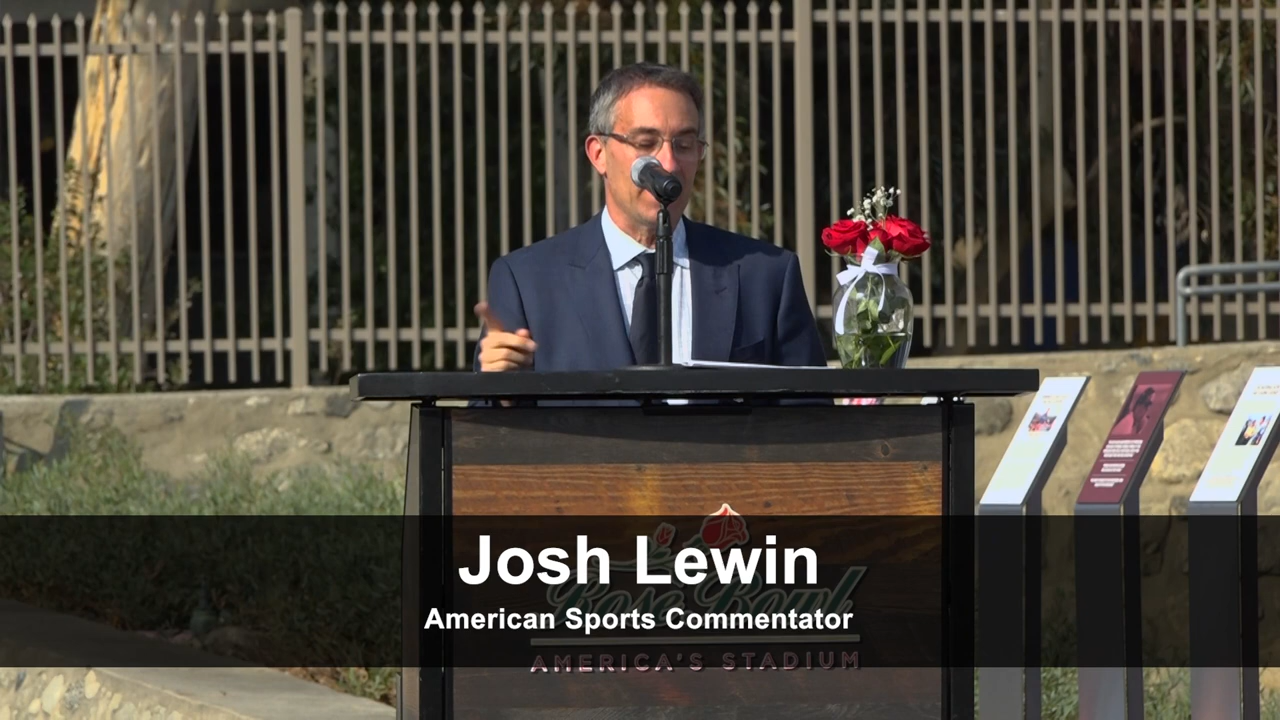 Josh Lewin
American Sports Commentator
Rose Bowl
AMERICA'S STADIUM